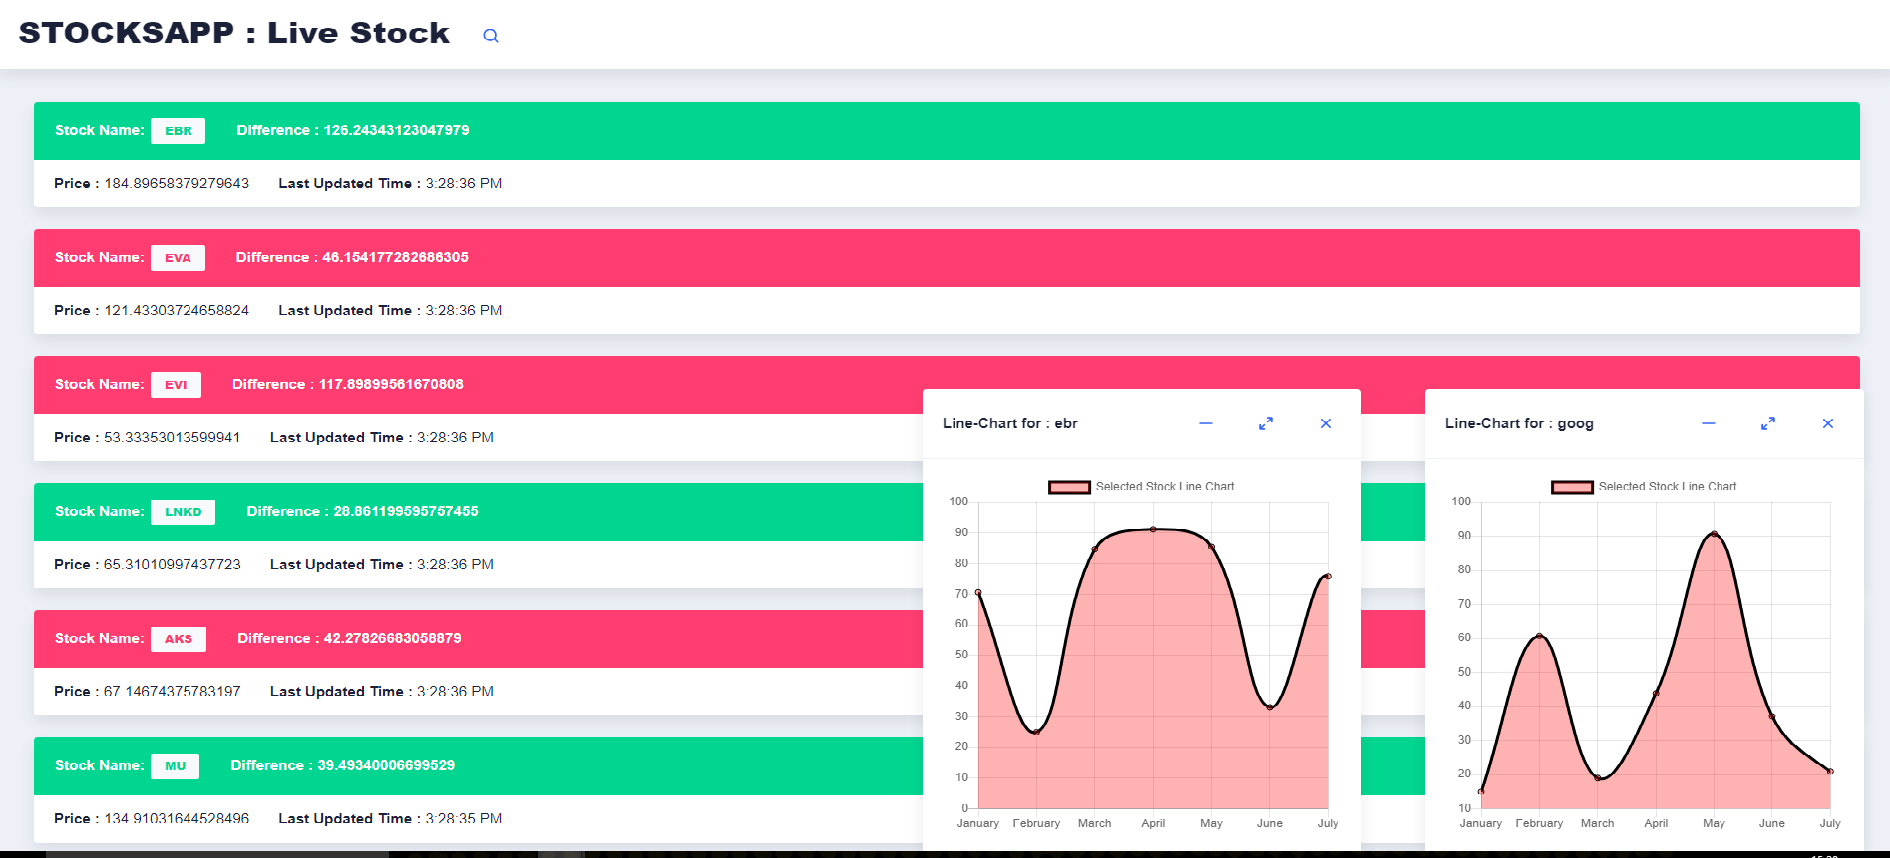 STOCKSAPP : Live Stock
Stock Name: EBR Difference : 126.24343123047979
Price : 184.89658379279643 Last Updated Time : 3:28:36 PM
Stock Name: EVA Difference : 46.154177282686305
Price : 121.43303724658824 Last Updated Time : 3:28:36 PM
Stock Name: EVI Difference : 117.89899561670808
Price : 53.33353013599941 Last Updated Time : 3:28:36 PM
Stock Name: LNKD Difference : 28.861199595757455
Price : 65.31010997437723 Last Updated Time : 3:28:36 PM
Stock Name: AKS Difference : 42.27826683058879
Price : 67.14674375783197 Last Updated Time : 3:28:36 PM
Stock Name: MU Difference : 39.49340006699529
Price : 134.91031644528496 Last Updated Time : 3:28:35 PM
Line-Chart for : ebr
Selected Stock Line Chart
100
90
80
70
60
50
40
30
20
10
0
January February March April May June July
Line-Chart for : goog
Selected Stock Line Chart
100
90
80
70
60
50
40
30
20
10
January February March April May June July